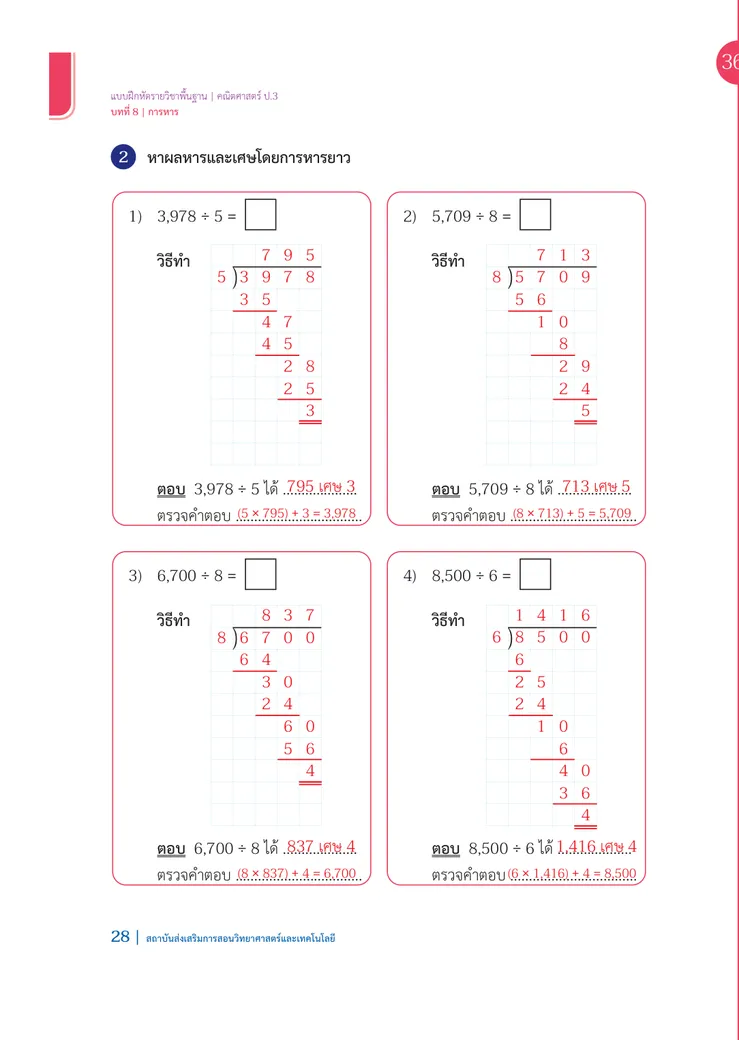 36
แบบฝึกหัดรายวิชาพื้นฐาน | คณิตศาสตร์ ป.3
บทที่ 8 | การหาร
2 หาผลหารและเศษโดยการหารยาว
1) 3,978 ÷ 5 =
วิธีทำ
7 9 5
5 ) 3 9 7 8
3 5
4 7
4 5
2 8
2 5
3
ตอบ 3,978 ÷ 5 ได้ 795 เศษ 3
ตรวจคำตอบ (5 × 795) + 3 = 3,978
2) 5,709 ÷ 8 =
วิธีทำ
7 1 3
8 ) 5 7 0 9
5 6
1 0
8
2 9
2 4
5
ตอบ 5,709 ÷ 8 ได้ 713 เศษ 5
ตรวจคำตอบ (8 × 713) + 5 = 5,709
3) 6,700 ÷ 8 =
วิธีทำ
8 3 7
8 ) 6 7 0 0
6 4
3 0
2 4
6 0
5 6
4
ตอบ 6,700 ÷ 8 ได้ 837 เศษ 4
ตรวจคำตอบ (8 × 837) + 4 = 6,700
4) 8,500 ÷ 6 =
วิธีทำ
1 4 1 6
6 ) 8 5 0 0
6
2 5
2 4
1 0
6
4 0
3 6
4
ตอบ 8,500 ÷ 6 ได้ 1,416 เศษ 4
ตรวจคำตอบ (6 × 1,416) + 4 = 8,500
28 | สถาบันส่งเสริมการสอนวิทยาศาสตร์และเทคโนโลยี